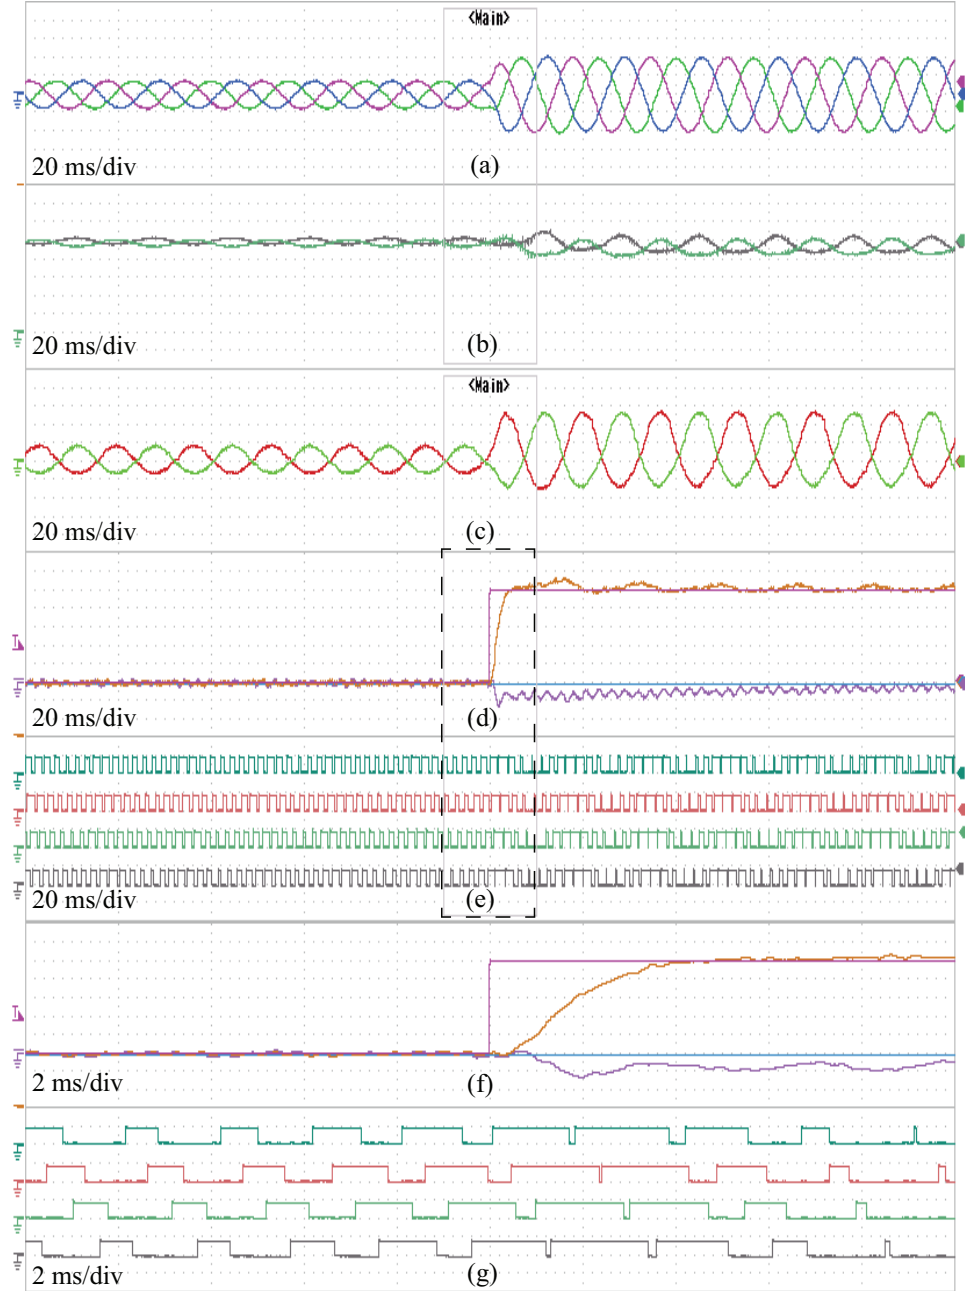 <Main>
20 ms/div (a)
20 ms/div (b)
<Main>
20 ms/div (c)
T
20 ms/div (d)
20 ms/div (e)
T
2 ms/div (f)
2 ms/div (g)